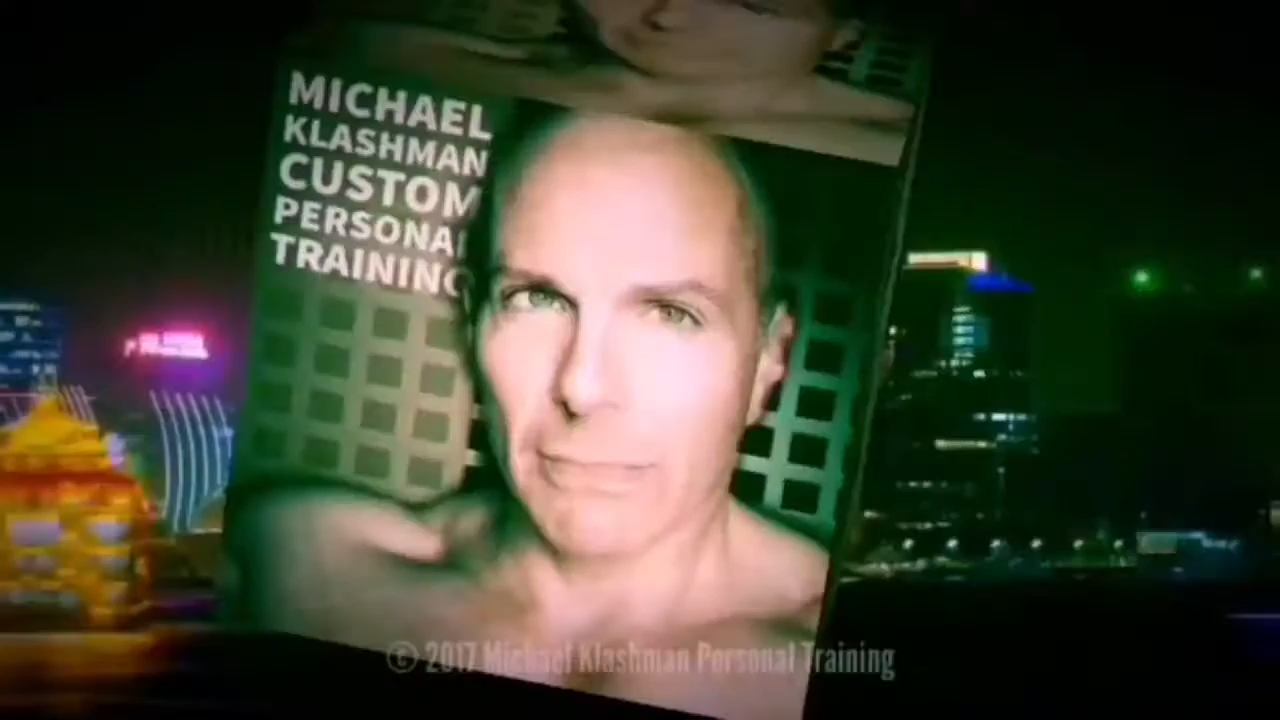 MICHAEL
KLASHMAN
CUSTOM
PERSONAL
TRAINING
© 2017 Michael Klashman Personal Training